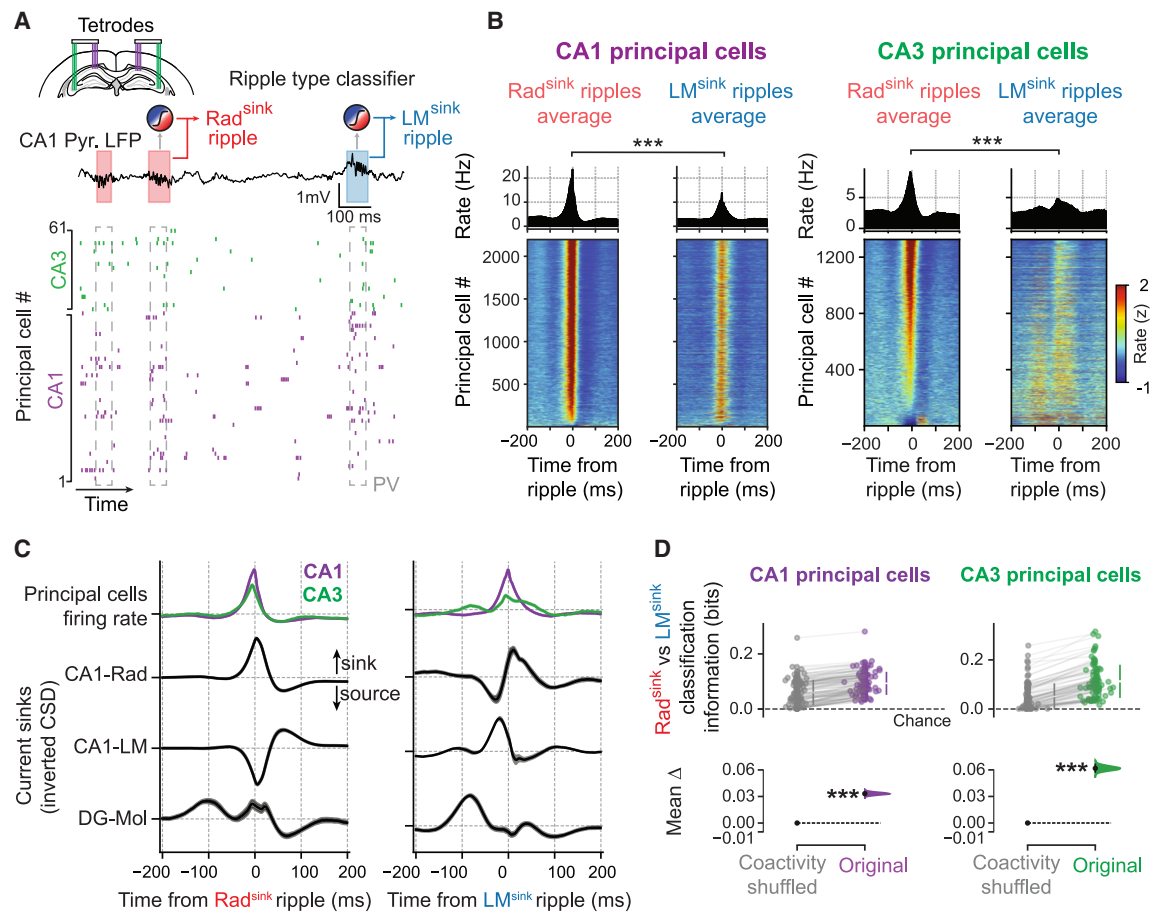 A
Tetrodes
Ripple type classifier
Rad^sink
ripple
LM^sink
ripple
CA1 Pyr. LFP
1mV
100 ms
61
CA3
CA1
1
Principal cell #
Time
PV
B
CA1 principal cells
Rad^sink ripples
average
LM^sink ripples
average
***
Rate (Hz)
20
10
0
Principal cell #
2000
1500
1000
500
−200 0 200
−200 0 200
Time from
ripple (ms)
Time from
ripple (ms)
CA3 principal cells
Rad^sink ripples
average
LM^sink ripples
average
***
Rate (Hz)
5
0
Principal cell #
1200
800
400
−200 0 200
−200 0 200
Time from
ripple (ms)
Time from
ripple (ms)
2
-1
Rate (z)
C
CA1
CA3
Principal cells
firing rate
CA1-Rad
sink
source
CA1-LM
DG-Mol
Current sinks
(inverted CSD)
-200 -100 0 100 200
-200 -100 0 100 200
Time from Rad^sink ripple (ms)
Time from LM^sink ripple (ms)
D
CA1 principal cells
CA3 principal cells
Rad^sink vs LM^sink
classification
information (bits)
0.2
0.0
Chance
0.2
0.0
Mean Δ
0.06
0.03
0.00
−0.01
***
0.06
0.03
0.00
−0.01
***
Coactivity
shuffled
Original
Coactivity
shuffled
Original